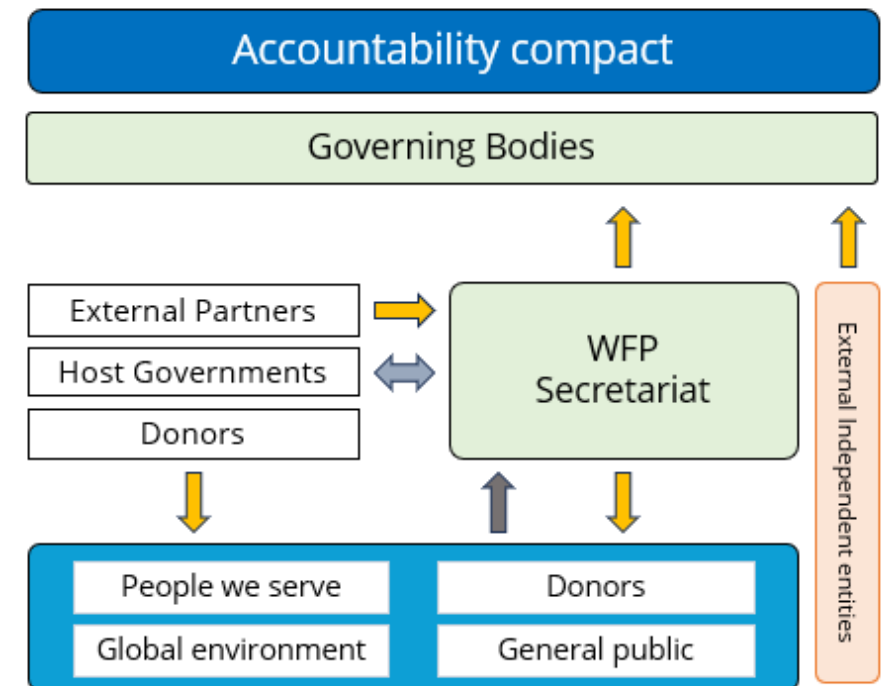 Accountability compact
Governing Bodies
External Partners
Host Governments
Donors
WFP
Secretariat
External Independent entities
People we serve
Donors
Global environment
General public